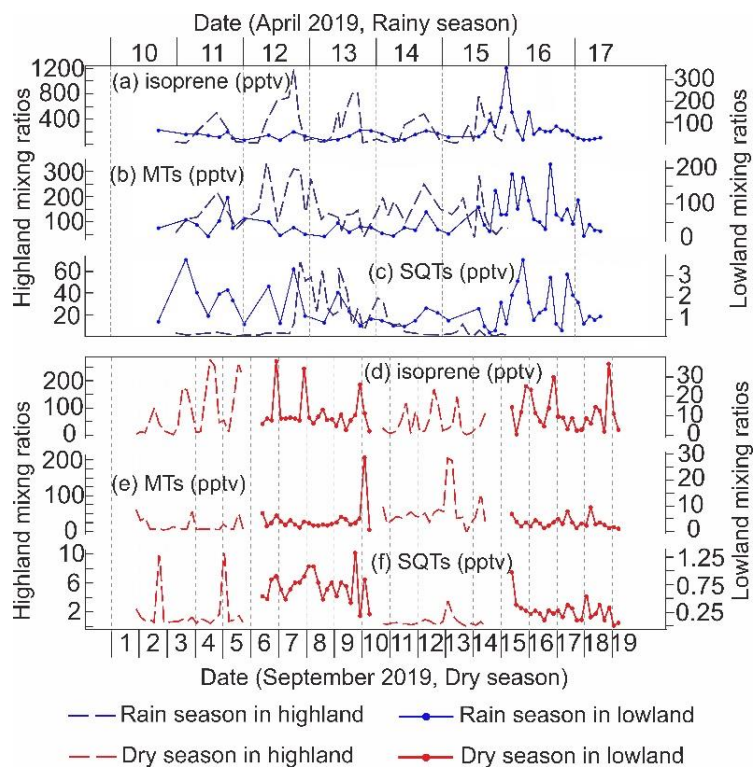 Date (April 2019, Rainy season)
10 11 12 13 14 15 16 17
Highland mixng ratios
Lowland mixing ratios
(a) isoprene (pptv)
1200
800
400
300
200
100
(b) MTs (pptv)
300
200
100
200
100
0
(c) SQTs (pptv)
60
40
20
3
2
1
Highland mixng ratios
Lowland mixing ratios
(d) isoprene (pptv)
200
100
0
30
20
10
0
(e) MTs (pptv)
200
100
0
30
20
10
0
(f) SQTs (pptv)
10
6
2
1.25
0.75
0.25
1 2 3 4 5 6 7 8 9 10 11 12 13 14 15 16 17 18 19
Date (September 2019, Dry season)
Rain season in highland Rain season in lowland
Dry season in highland Dry season in lowland